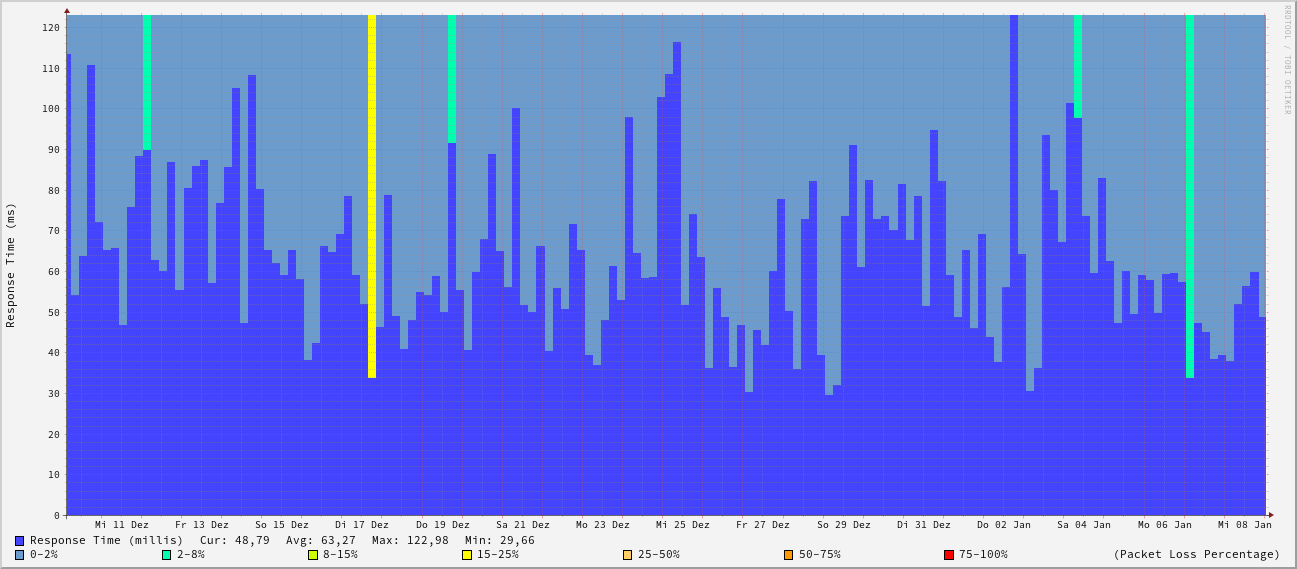 RRDTOOL / TOBI OETIKER
Response Time (ms)
120
110
100
90
80
70
60
50
40
30
20
10
0
Mi 11 Dez Fr 13 Dez So 15 Dez Di 17 Dez Do 19 Dez Sa 21 Dez Mo 23 Dez Mi 25 Dez Fr 27 Dez So 29 Dez Di 31 Dez Do 02 Jan Sa 04 Jan Mo 06 Jan Mi 08 Jan
Response Time (millis) Cur: 48,79 Avg: 63,27 Max: 122,98 Min: 29,66
0-2% 2-8% 8-15% 15-25% 25-50% 50-75% 75-100% (Packet Loss Percentage)